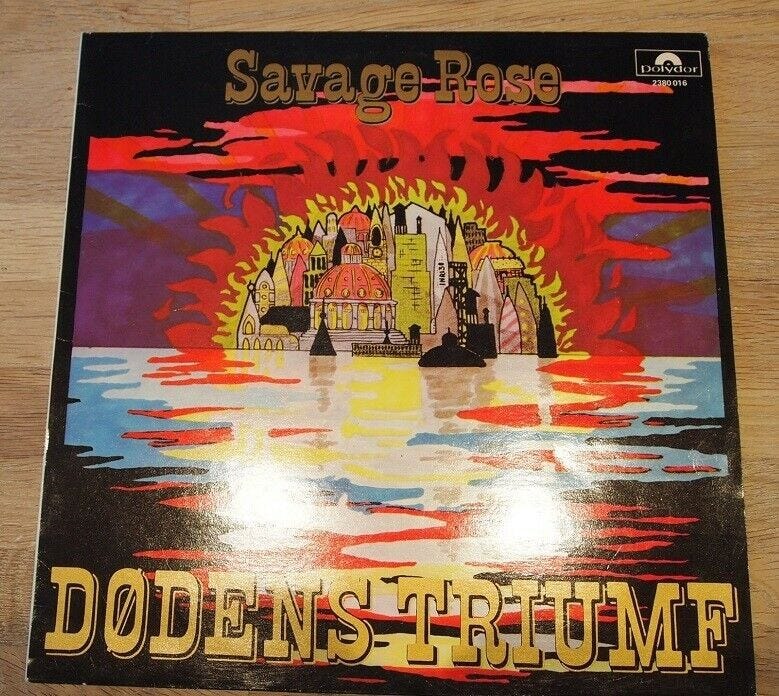 Savage Rose
polydor
2380 016
DØDENS TRIUMF